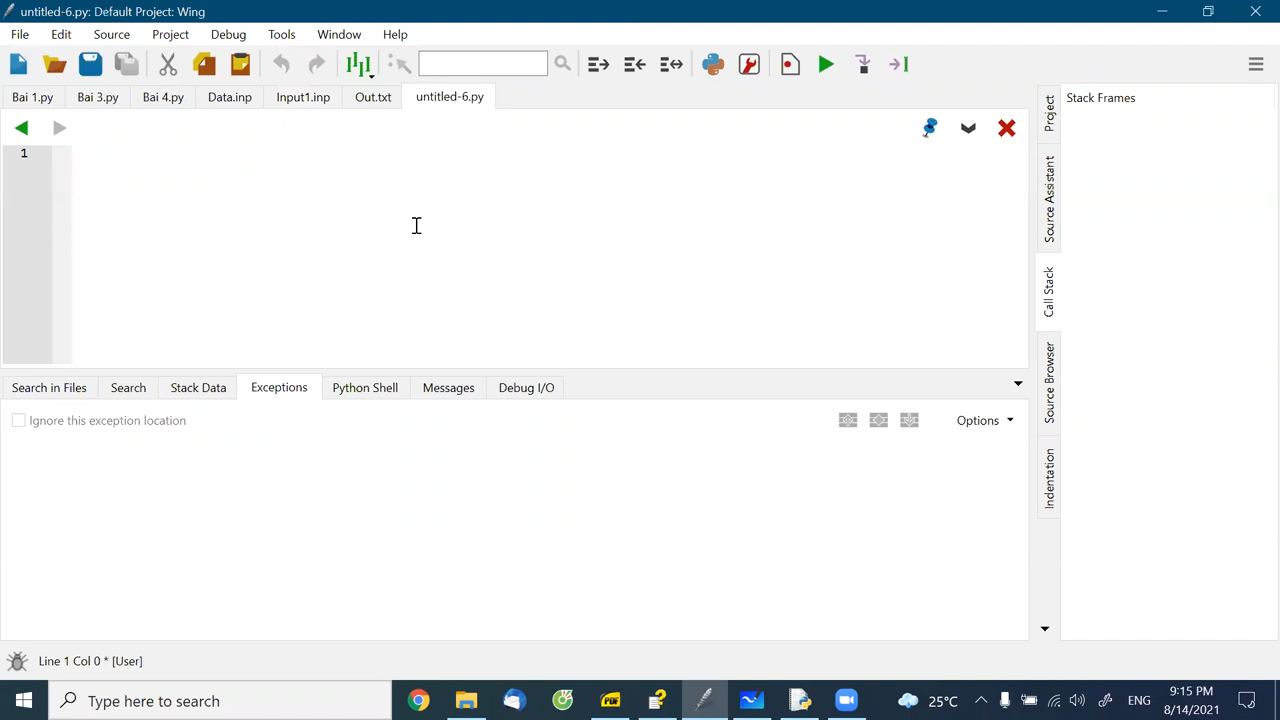 untitled-6.py: Default Project: Wing
File Edit Source Project Debug Tools Window Help
Bai 1.py Bai 3.py Bai 4.py Data.inp Input1.inp Out.txt untitled-6.py
1
Search in Files Search Stack Data Exceptions Python Shell Messages Debug I/O
Ignore this exception location Options
Project
Source Assistant
Call Stack
Source Browser
Indentation
Stack Frames
Line 1 Col 0 * [User]
Type here to search
PDF
25°C
ENG
9:15 PM
8/14/2021